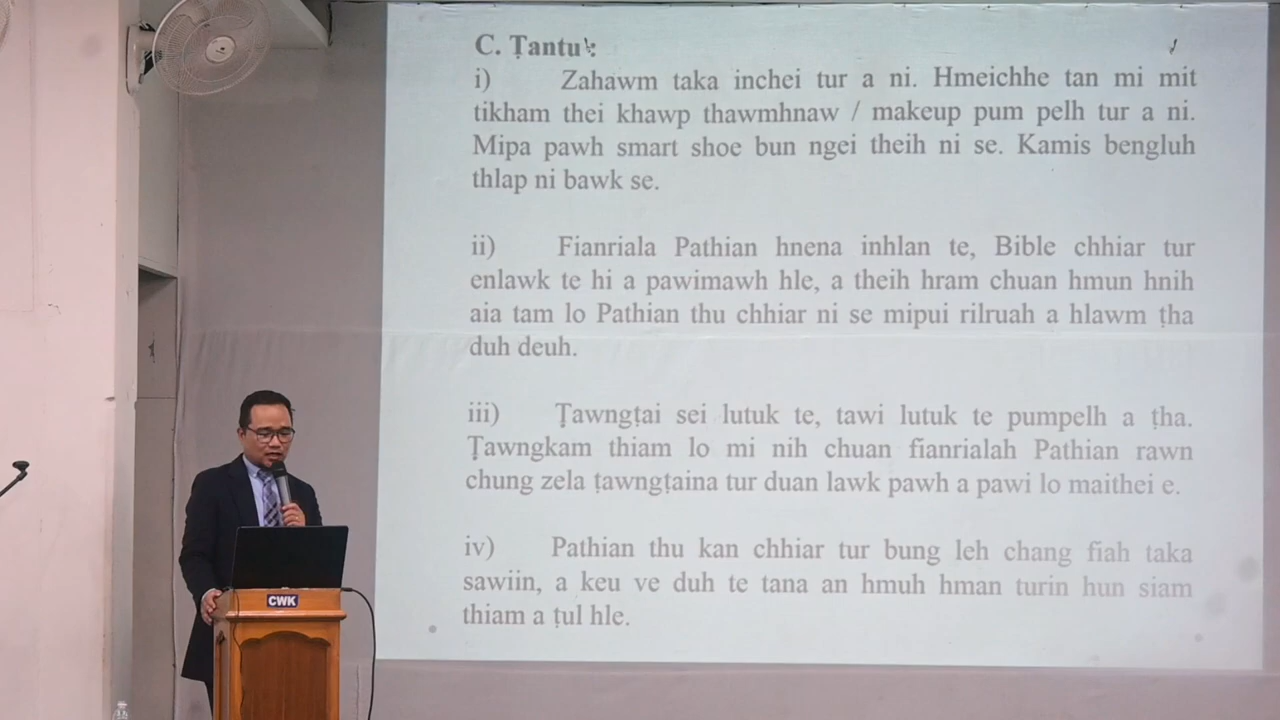 C. Ṭantu :
i) Zahawm taka inchei tur a ni. Hmeichhe tan mi mit
tikham thei khawp thawmhnaw / makeup pum pelh tur a ni.
Mipa pawh smart shoe bun ngei theih ni se. Kamis bengluh
thlap ni bawk se.
ii) Fianriala Pathian hnena inhlan te, Bible chhiar tur
enlawk te hi a pawimawh hle, a theih hram chuan hmun hnih
aia tam lo Pathian thu chhiar ni se mipui rilruah a hlawm ṭha
duh deuh.
iii) Ṭawngṭai sei lutuk te, tawi lutuk te pumpelh a ṭha.
Ṭawngkam thiam lo mi nih chuan fianrialah Pathian rawn
chung zela ṭawngṭaina tur duan lawk pawh a pawi lo maithei e.
iv) Pathian thu kan chhiar tur bung leh chang fiah taka
sawiin, a keu ve duh te tana an hmuh hman turin hun siam
thiam a ṭul hle.
CWK